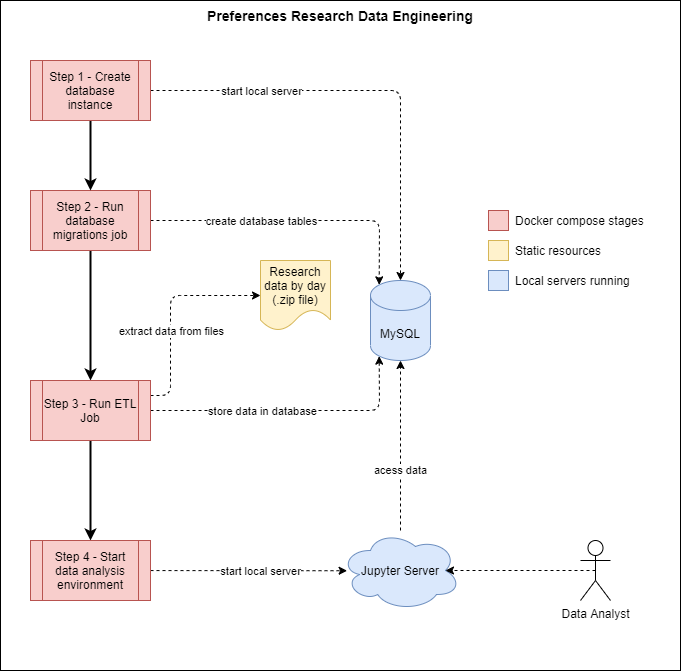 Preferences Research Data Engineering
Step 1 - Create
database
instance
start local server
Step 2 - Run
database
migrations job
create database tables
Docker compose stages
Static resources
Local servers running
Research
data by day
(.zip file)
extract data from files
MySQL
Step 3 - Run ETL
Job
store data in database
acess data
Step 4 - Start
data analysis
environment
start local server
Jupyter Server
Data Analyst